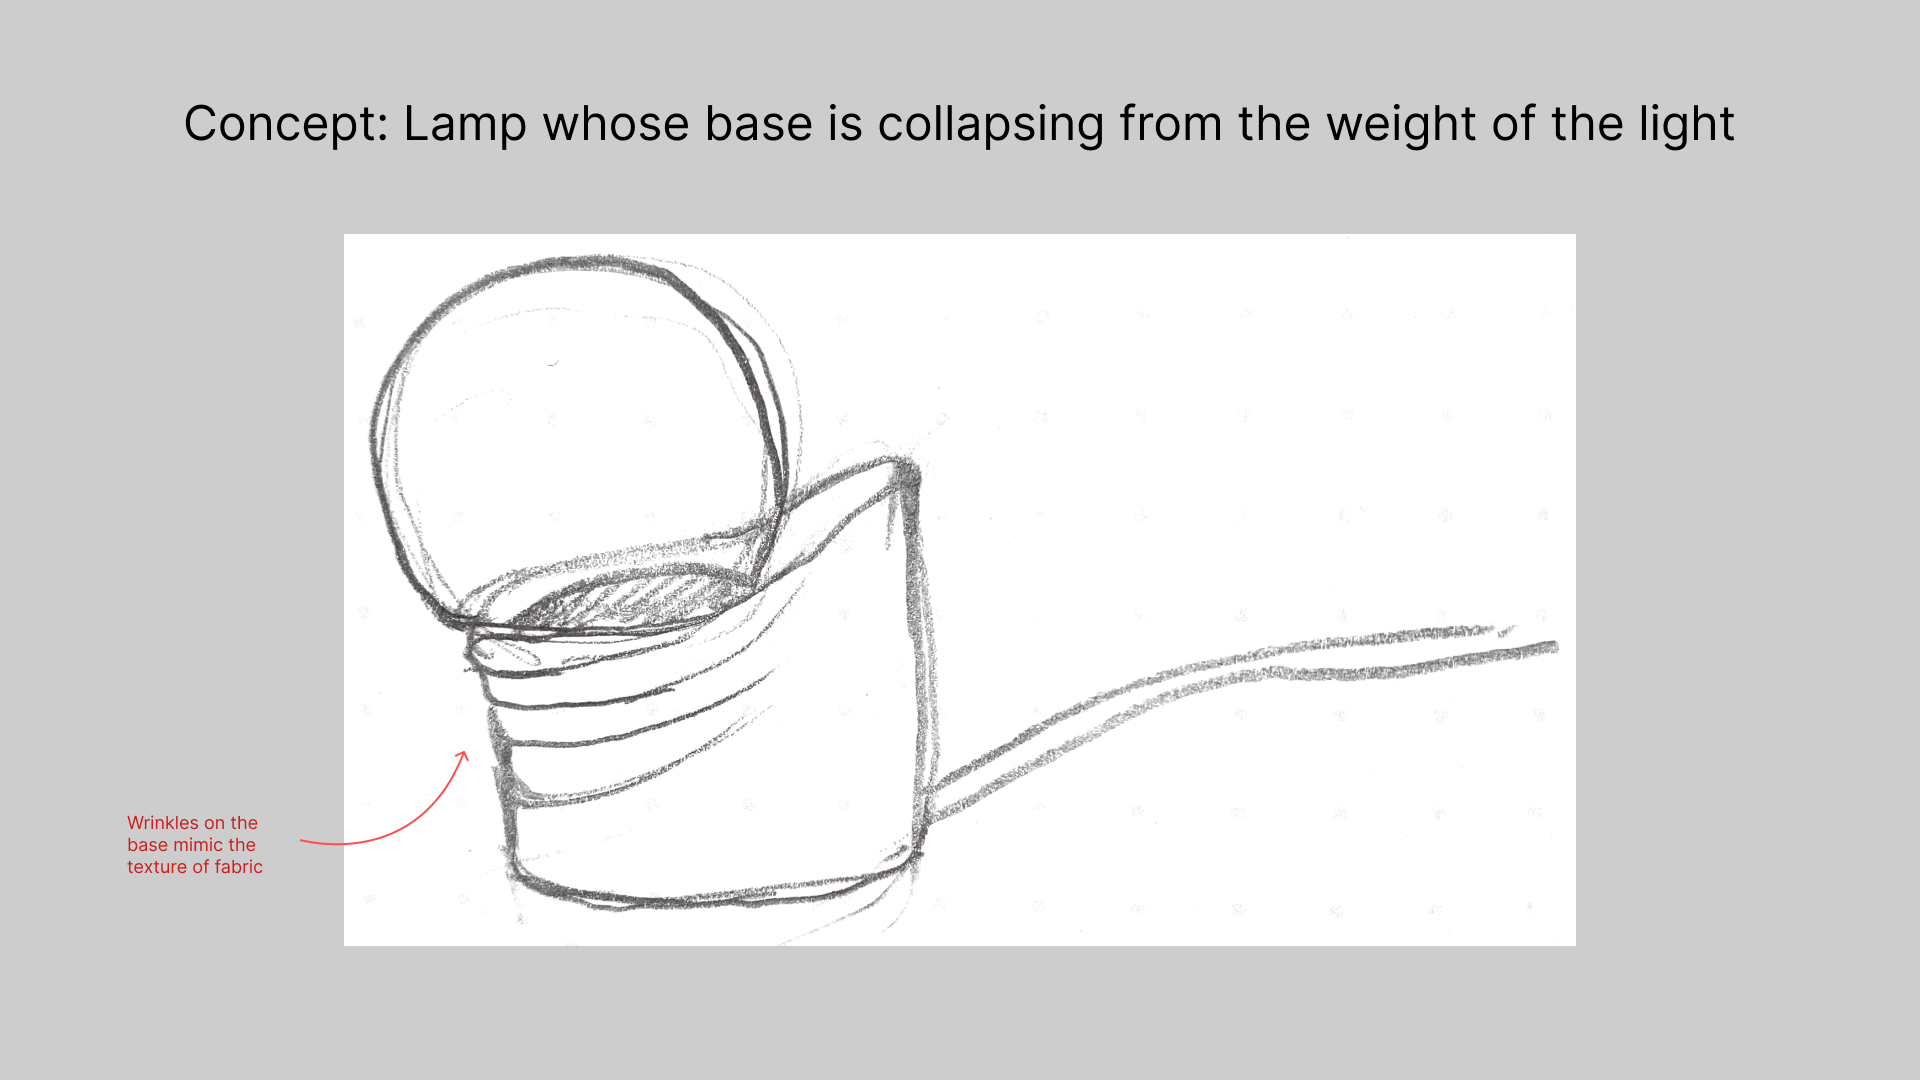 Concept: Lamp whose base is collapsing from the weight of the light
Wrinkles on the
base mimic the
texture of fabric